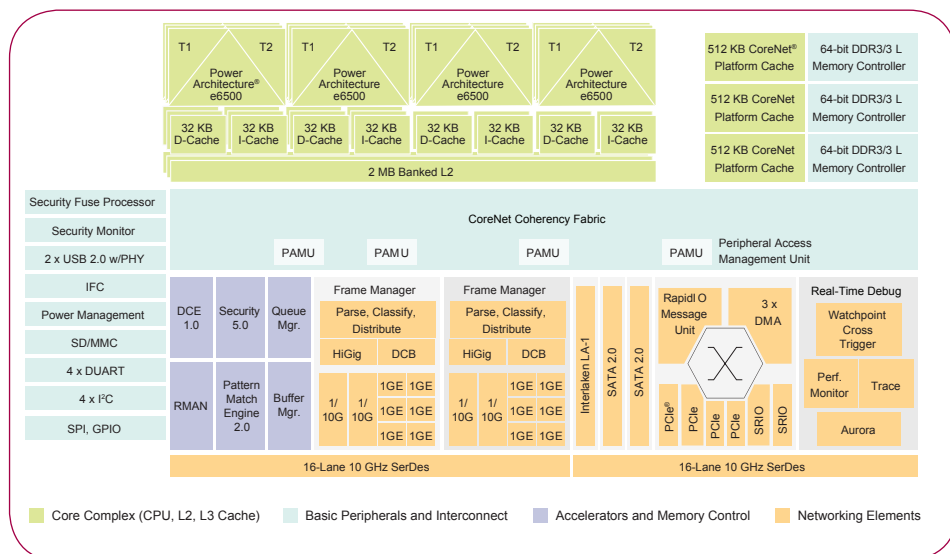 T1 T2
Power
Architecture®
e6500
T1 T2
Power
Architecture
e6500
T1 T2
Power
Architecture
e6500
T1 T2
Power
Architecture
e6500
32 KB
D-Cache
32 KB
I-Cache
32 KB
D-Cache
32 KB
I-Cache
32 KB
D-Cache
32 KB
I-Cache
32 KB
D-Cache
32 KB
I-Cache
2 MB Banked L2
512 KB CoreNet®
Platform Cache
64-bit DDR3/3 L
Memory Controller
512 KB CoreNet
Platform Cache
64-bit DDR3/3 L
Memory Controller
512 KB CoreNet
Platform Cache
64-bit DDR3/3 L
Memory Controller
Security Fuse Processor
Security Monitor
2 x USB 2.0 w/PHY
IFC
Power Management
SD/MMC
4 x DUART
4 x I²C
SPI, GPIO
CoreNet Coherency Fabric
PAMU
PAMU
PAMU
PAMU
Peripheral Access
Management Unit
DCE
1.0
Security
5.0
Queue
Mgr.
RMAN
Pattern
Match
Engine
2.0
Buffer
Mgr.
Frame Manager
Parse, Classify,
Distribute
HiGig
DCB
1/
10G
1/
10G
1GE 1GE
1GE 1GE
1GE 1GE
Frame Manager
Parse, Classify,
Distribute
HiGig
DCB
1/
10G
1/
10G
1GE 1GE
1GE 1GE
1GE 1GE
Interlaken LA-1
SATA 2.0
SATA 2.0
RapidI O
Message
Unit
3 x
DMA
PCIe®
PCIe
PCIe
PCIe
SRIO
SRIO
Real-Time Debug
Watchpoint
Cross
Trigger
Perf.
Monitor
Trace
Aurora
16-Lane 10 GHz SerDes
16-Lane 10 GHz SerDes
Core Complex (CPU, L2, L3 Cache)
Basic Peripherals and Interconnect
Accelerators and Memory Control
Networking Elements